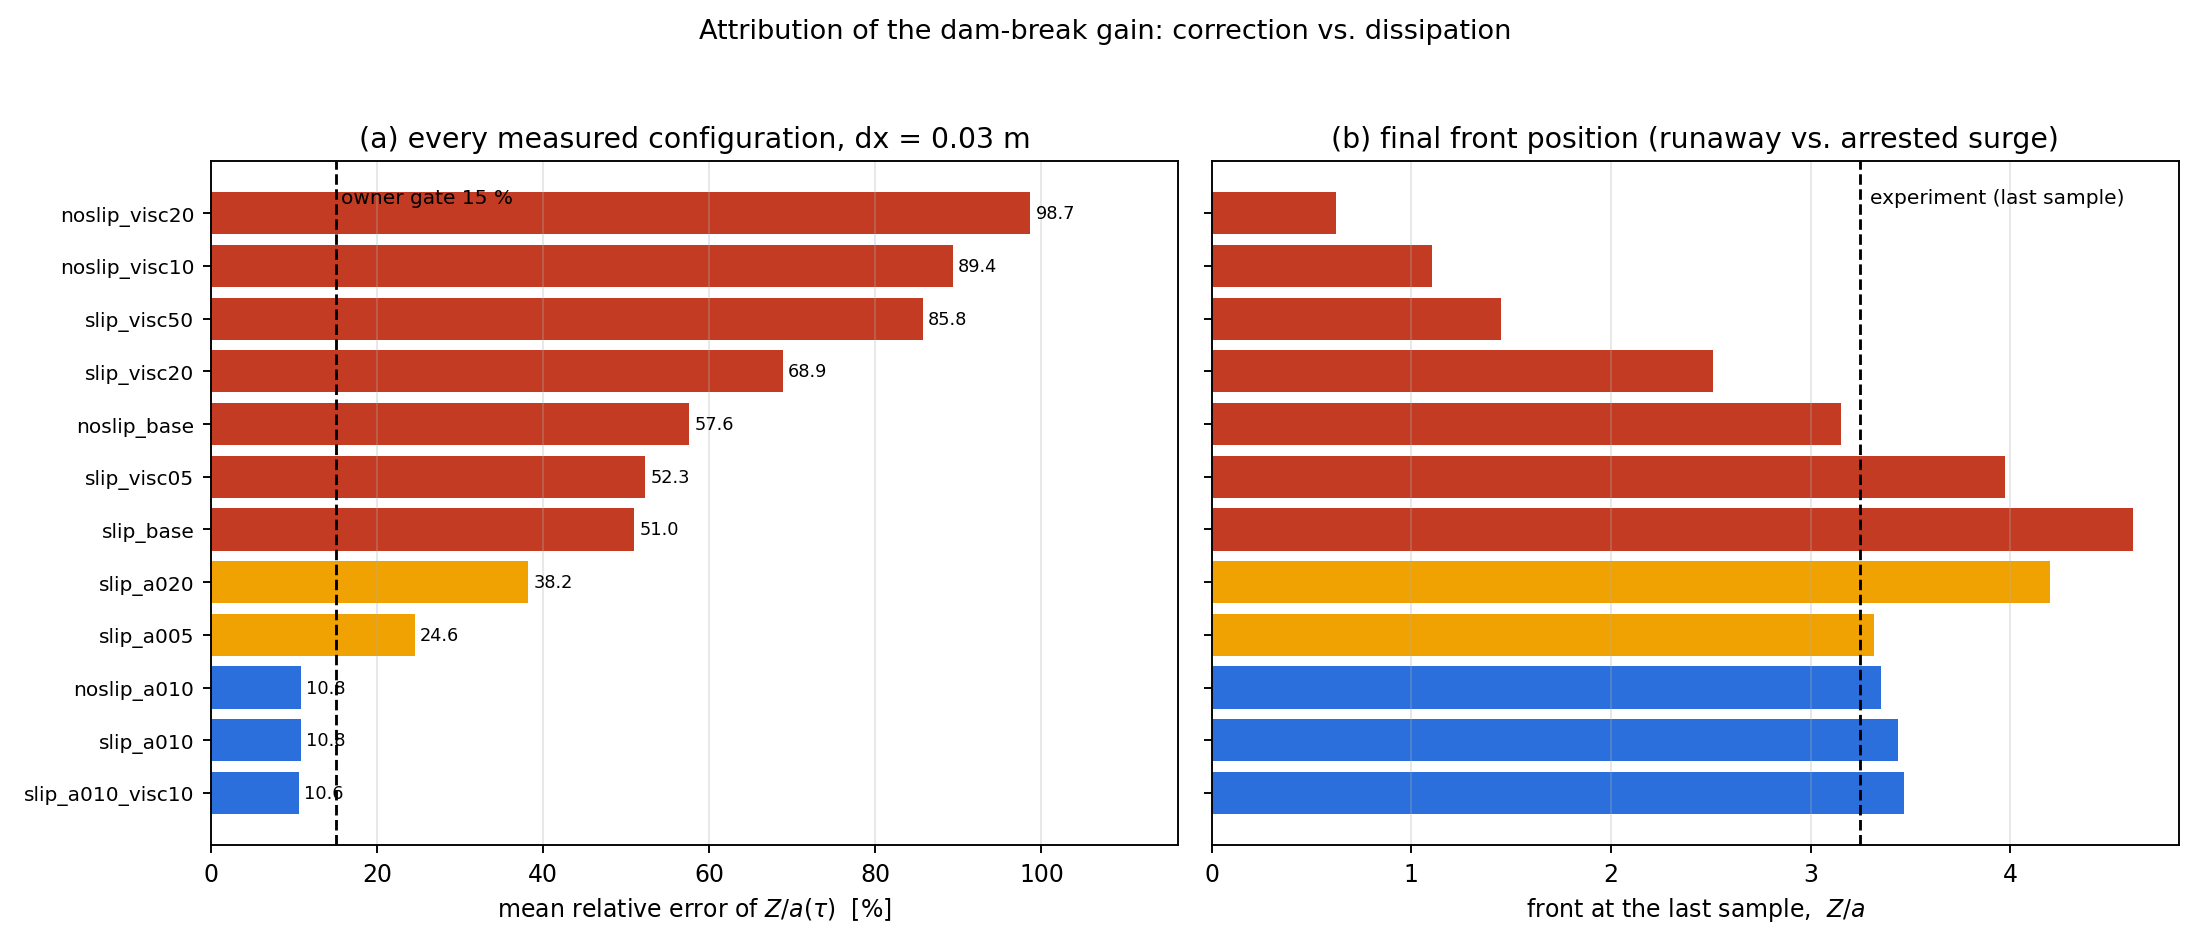 Attribution of the dam-break gain: correction vs. dissipation
(a) every measured configuration, dx = 0.03 m
owner gate 15 %
noslip_visc20 98.7
noslip_visc10 89.4
slip_visc50 85.8
slip_visc20 68.9
noslip_base 57.6
slip_visc05 52.3
slip_base 51.0
slip_a020 38.2
slip_a005 24.6
noslip_a010 10.8
slip_a010 10.8
slip_a010_visc10 10.6
0 20 40 60 80 100
mean relative error of Z/a(τ) [%]
(b) final front position (runaway vs. arrested surge)
experiment (last sample)
0 1 2 3 4
front at the last sample, Z/a